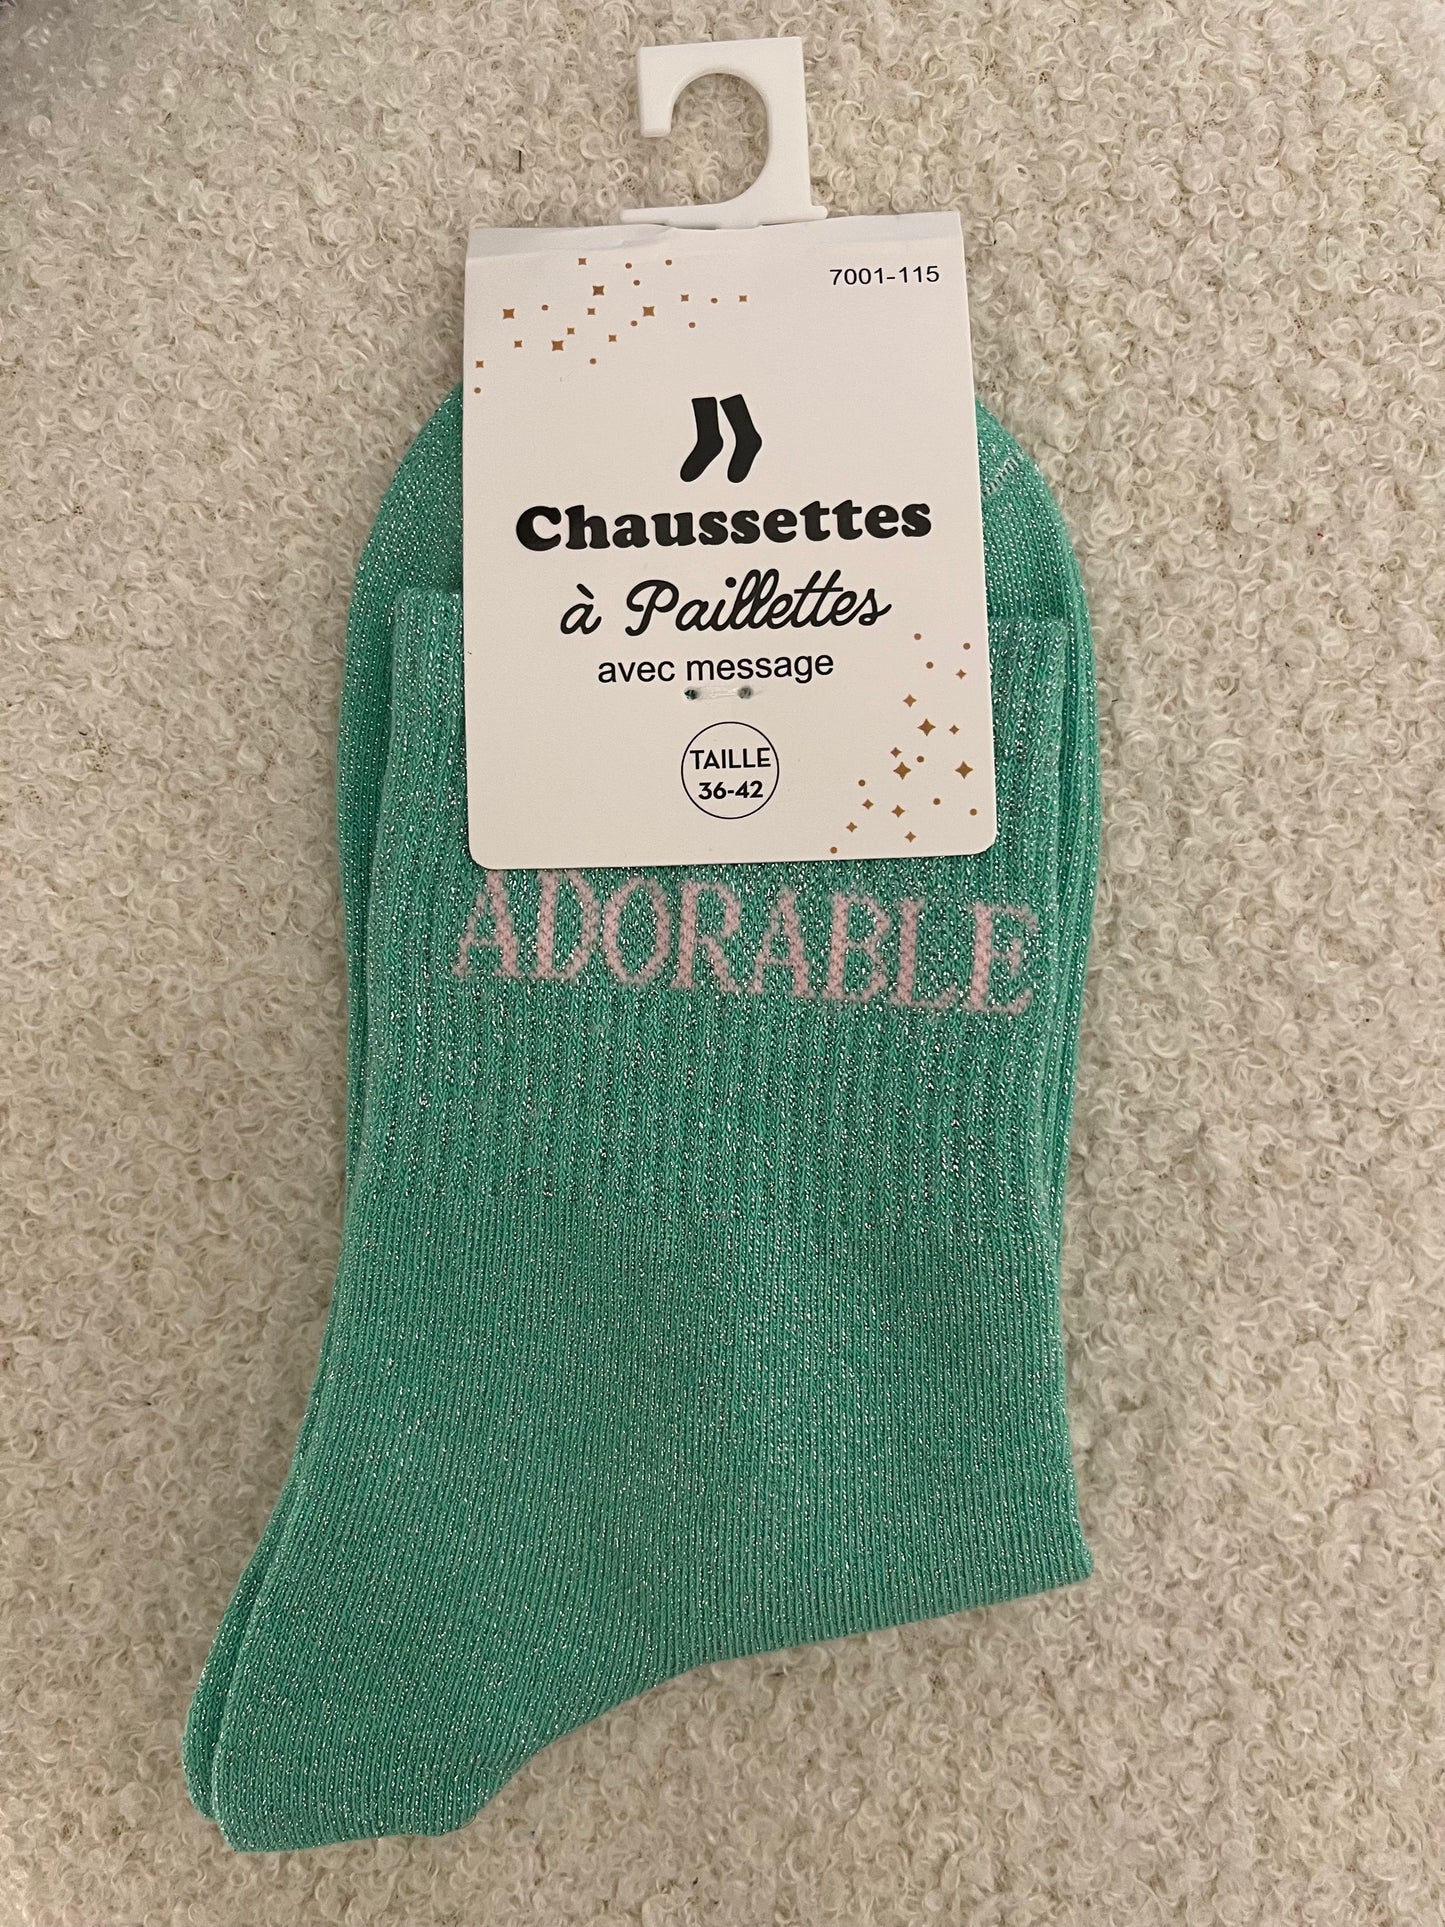 7001-115
Chaussettes
à Paillettes
avec message
TAILLE
36-42
ADORABLE